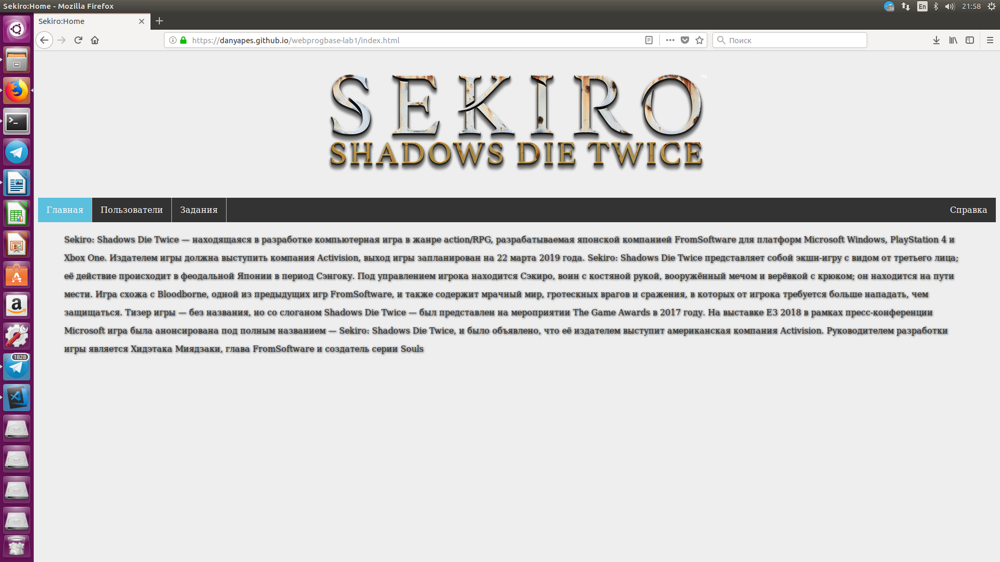 Sekiro:Home - Mozilla Firefox
28
En
21:58
Sekiro:Home
https://danyapes.github.io/webprogbase-lab1/index.html
Поиск
SEKIRO™
SHADOWS DIE TWICE
Главная
Пользователи
Задания
Справка
Sekiro: Shadows Die Twice — находящаяся в разработке компьютерная игра в жанре action/RPG, разрабатываемая японской компанией FromSoftware для платформ Microsoft Windows, PlayStation 4 и
Xbox One. Издателем игры должна выступить компания Activision, выход игры запланирован на 22 марта 2019 года. Sekiro: Shadows Die Twice представляет собой экшн-игру с видом от третьего лица;
её действие происходит в феодальной Японии в период Сэнгоку. Под управлением игрока находится Сэкиро, воин с костяной рукой, вооружённый мечом и верёвкой с крюком; он находится на пути
мести. Игра схожа с Bloodborne, одной из предыдущих игр FromSoftware, и также содержит мрачный мир, гротескных врагов и сражения, в которых от игрока требуется больше нападать, чем
защищаться. Тизер игры — без названия, но со слоганом Shadows Die Twice — был представлен на мероприятии The Game Awards в 2017 году. На выставке E3 2018 в рамках пресс-конференции
Microsoft игра была анонсирована под полным названием — Sekiro: Shadows Die Twice, и было объявлено, что её издателем выступит американская компания Activision. Руководителем разработки
игры является Хидэтака Миядзаки, глава FromSoftware и создатель серии Souls
1828